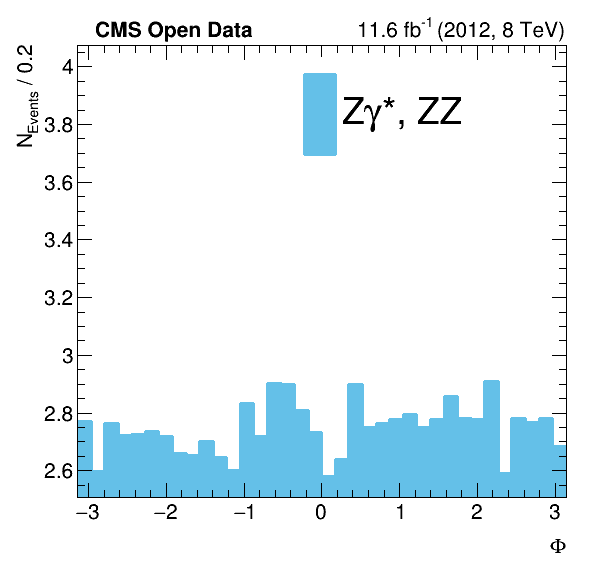 CMS Open Data 11.6 fb⁻¹ (2012, 8 TeV)
N_Events / 0.2
Zγ*, ZZ
4
3.8
3.6
3.4
3.2
3
2.8
2.6
−3 −2 −1 0 1 2 3
Φ